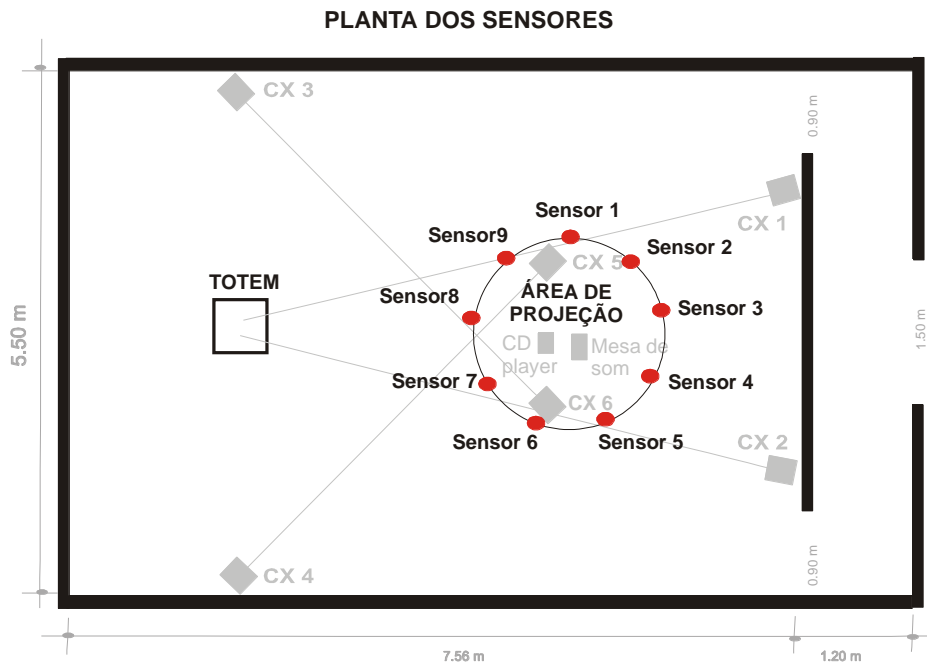 PLANTA DOS SENSORES
CX 3
0.90 m
Sensor 1
CX 1
Sensor9
Sensor 2
CX 5
TOTEM
ÁREA DE
PROJEÇÃO
Sensor8
Sensor 3
5.50 m
1.50 m
CD
player
Mesa de
som
Sensor 7
Sensor 4
CX 6
Sensor 6
Sensor 5
CX 2
CX 4
0.90 m
7.56 m
1.20 m